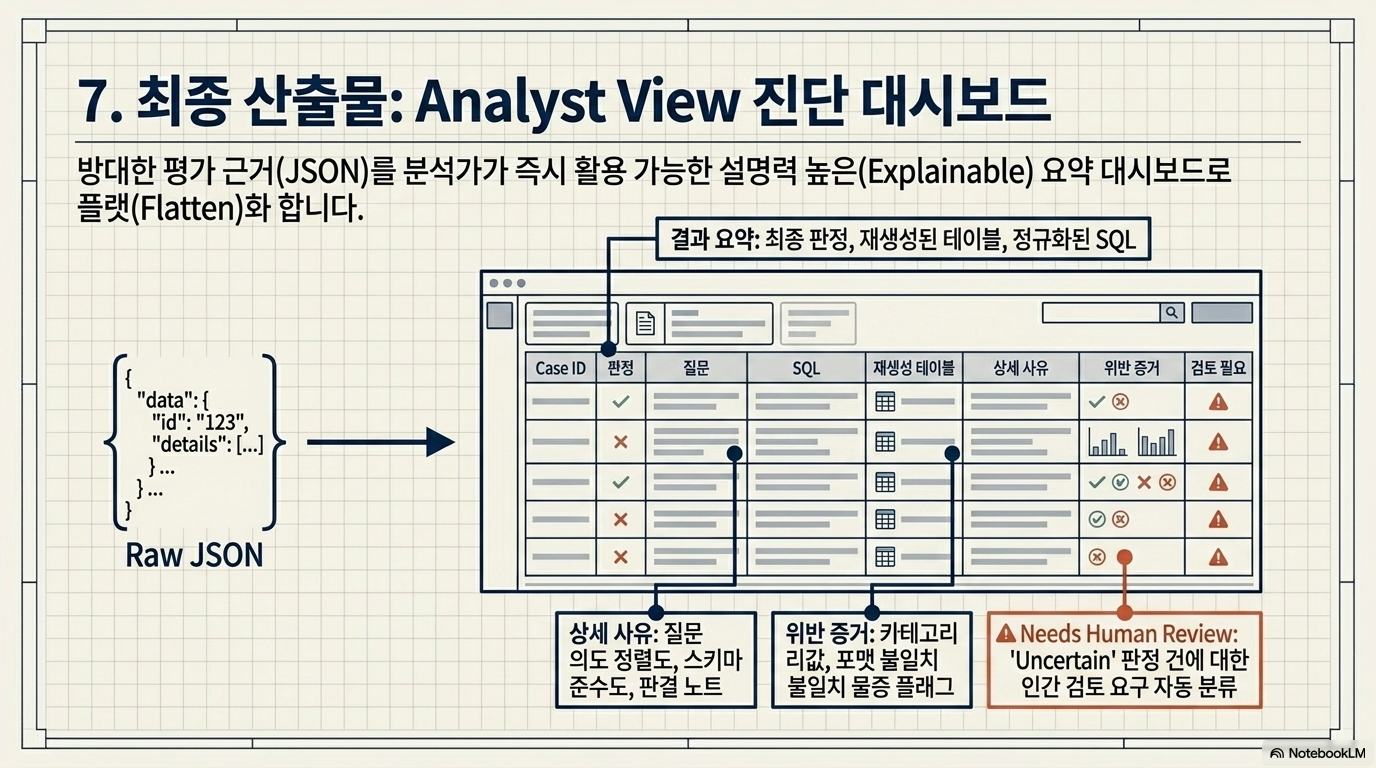 7. 최종 산출물: Analyst View 진단 대시보드
방대한 평가 근거(JSON)를 분석가가 즉시 활용 가능한 설명력 높은(Explainable) 요약 대시보드로
플랫(Flatten)화 합니다.
결과 요약: 최종 판정, 재생성된 테이블, 정규화된 SQL
Case ID 판정 질문 SQL 재생성 테이블 상세 사유 위반 증거 검토 필요
{
"data": {
"id": "123",
"details": [...]
} ...
} ...
}
Raw JSON
상세 사유: 질문
의도 정렬도, 스키마
준수도, 판결 노트
위반 증거: 카테고리
리값, 포맷 불일치
불일치 물증 플래그
Needs Human Review:
'Uncertain' 판정 건에 대한
인간 검토 요구 자동 분류
NotebookLM